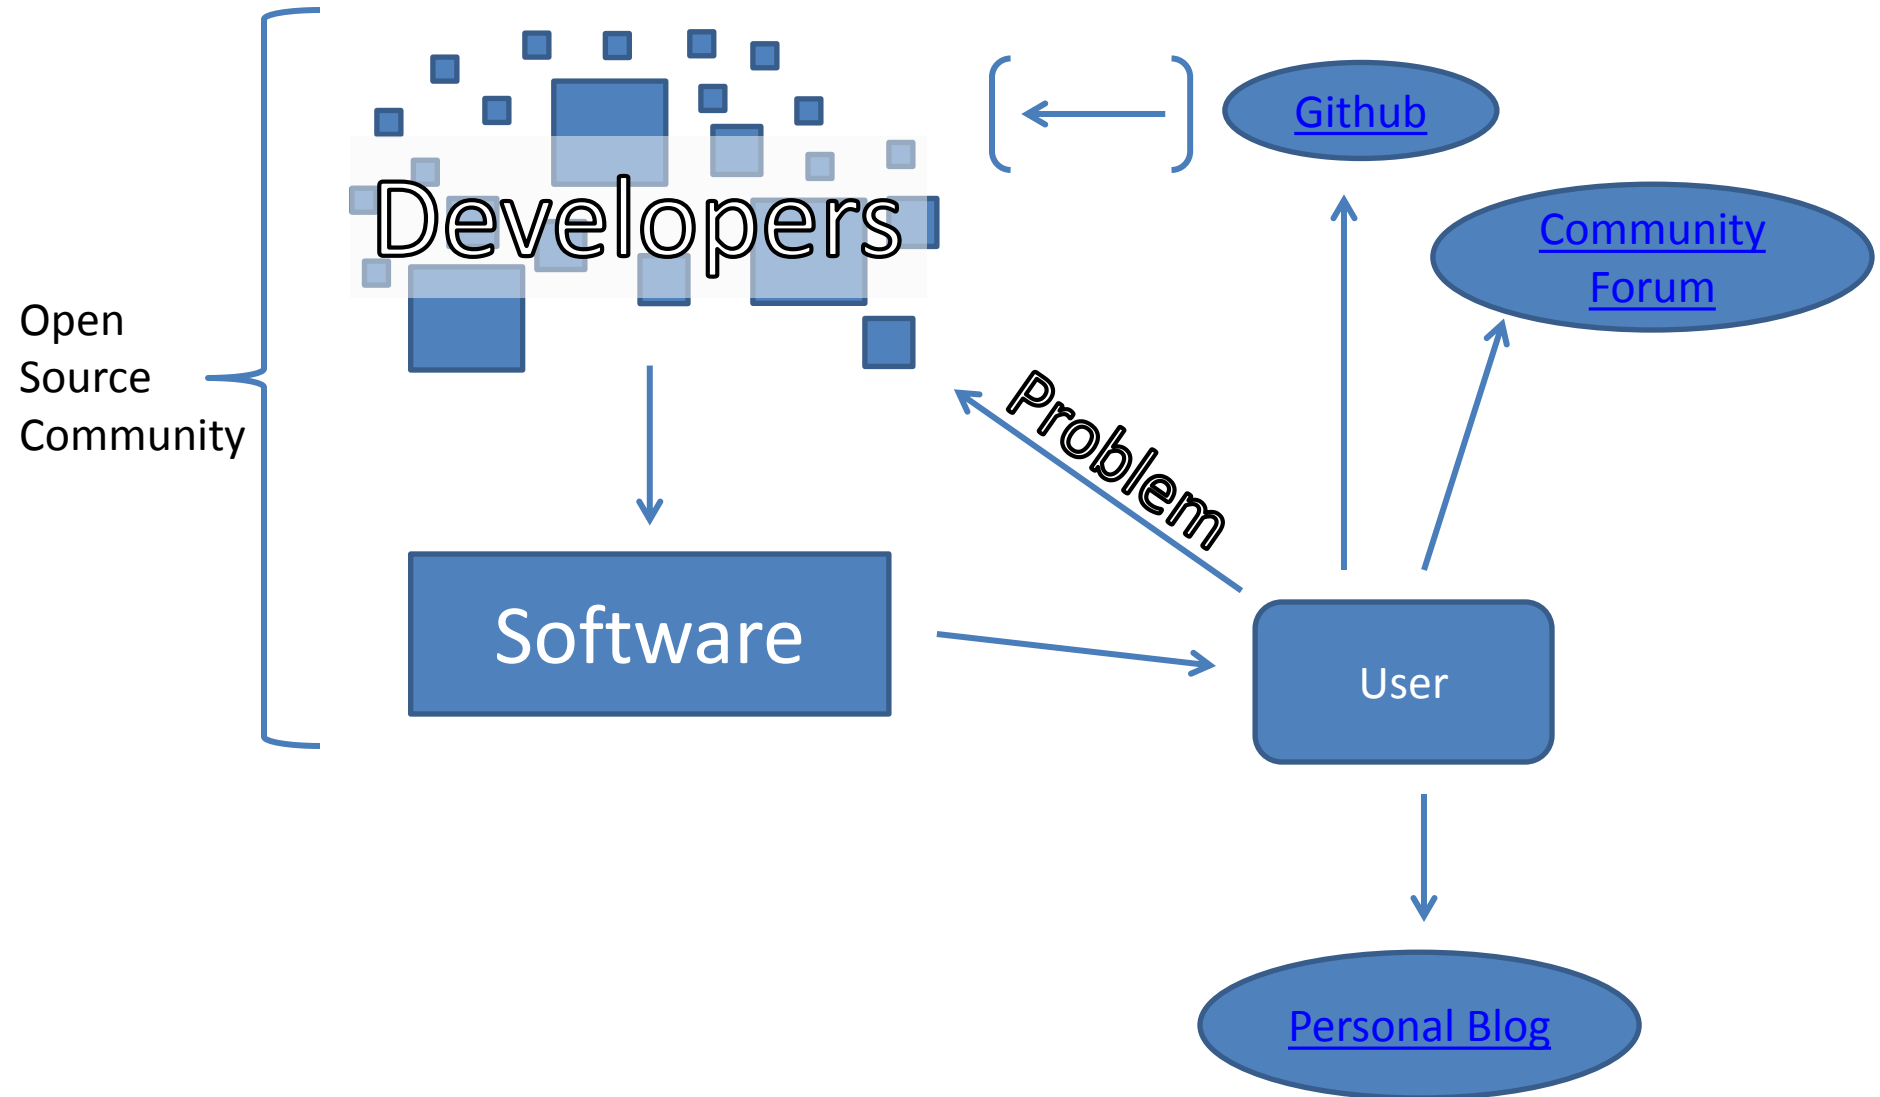 Developers
Github
Community
Forum
Open
Source
Community
Problem
Software
User
Personal Blog